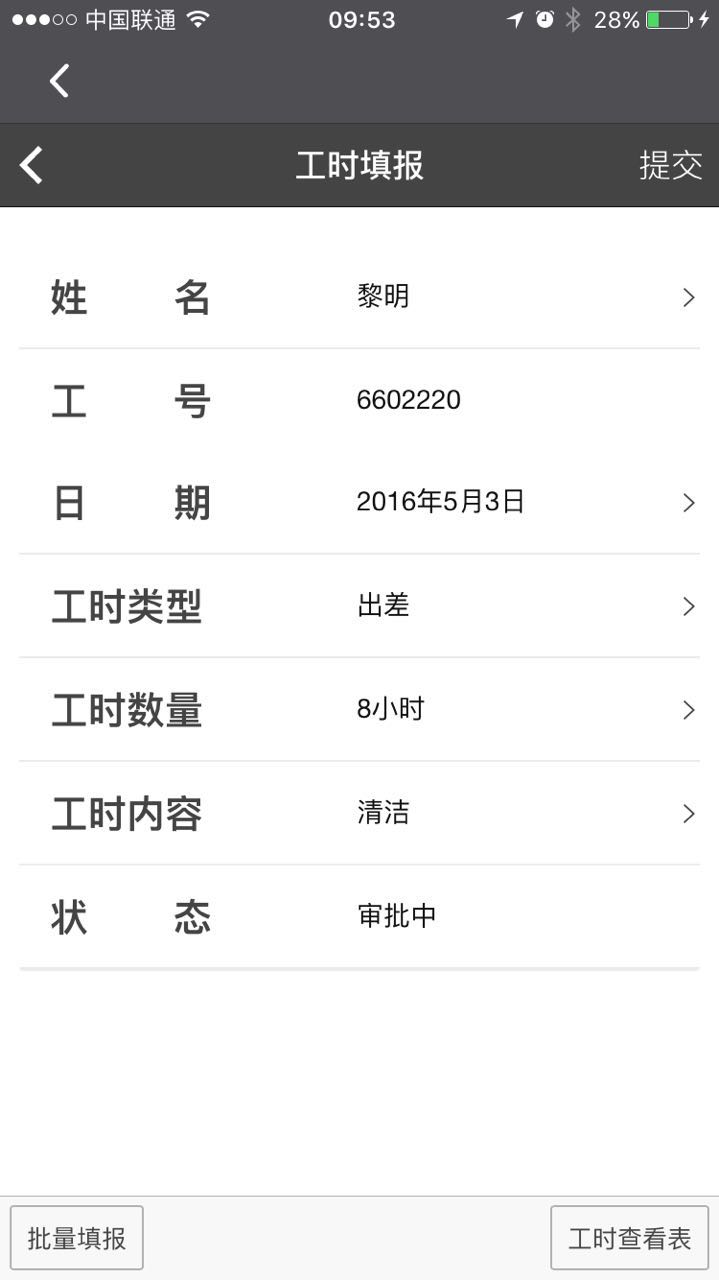 中国联通 09:53 28%
工时填报 提交
姓 名 黎明
工 号 6602220
日 期 2016年5月3日
工时类型 出差
工时数量 8小时
工时内容 清洁
状 态 审批中
批量填报 工时查看表